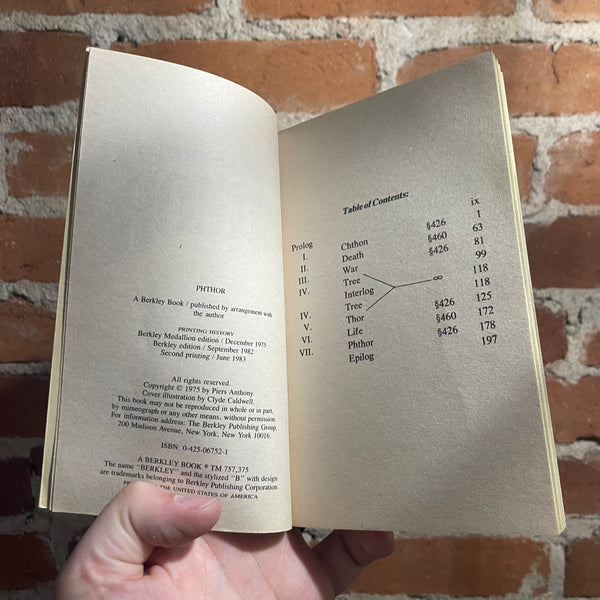 PHTHOR
A Berkley Book / published by arrangement with
the author
PRINTING HISTORY
Berkley Medallion edition / December 1975
Berkley edition / September 1982
Second printing / June 1983
All rights reserved.
Copyright © 1975 by Piers Anthony.
Cover illustration by Clyde Caldwell.
This book may not be reproduced in whole or in part,
by mimeograph or any other means, without permission.
For information address: The Berkley Publishing Group,
200 Madison Avenue, New York, New York 10016.
ISBN: 0-425-06752-1
A BERKLEY BOOK ® TM 757,375
The name "BERKLEY" and the stylized "B" with design
are trademarks belonging to Berkley Publishing Corporation.
THE UNITED STATES OF AMERICA
Table of Contents:
Prolog ix
I. Chthon §426 1
II. Death §460 63
III. War §426 81
IV. Tree 99
Interlog ∞ 118
IV. Tree 118
V. Thor §426 125
VI. Life §460 172
VII. Phthor §426 178
Epilog 197